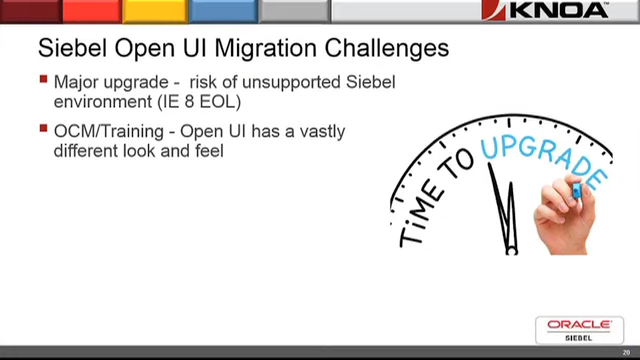 KNOA™
Siebel Open UI Migration Challenges
Major upgrade - risk of unsupported Siebel
environment (IE 8 EOL)
OCM/Training - Open UI has a vastly
different look and feel
TiME TO UPGRADE
ORACLE
SIEBEL
20